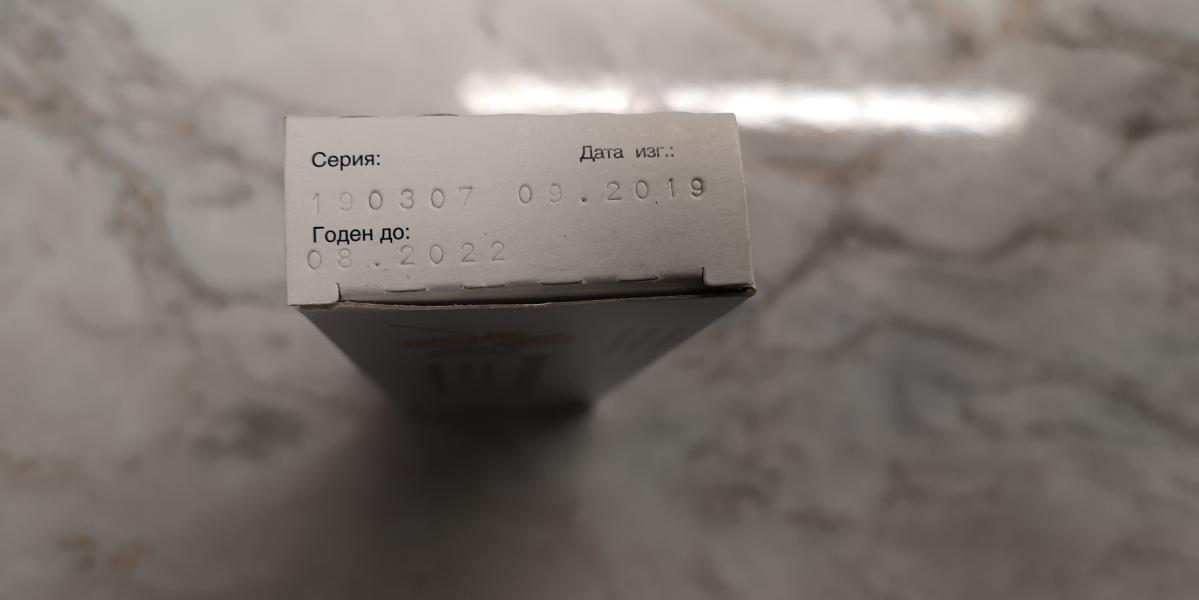 Серия: Дата изг.:
190307 09.2019
Годен до:
08.2022